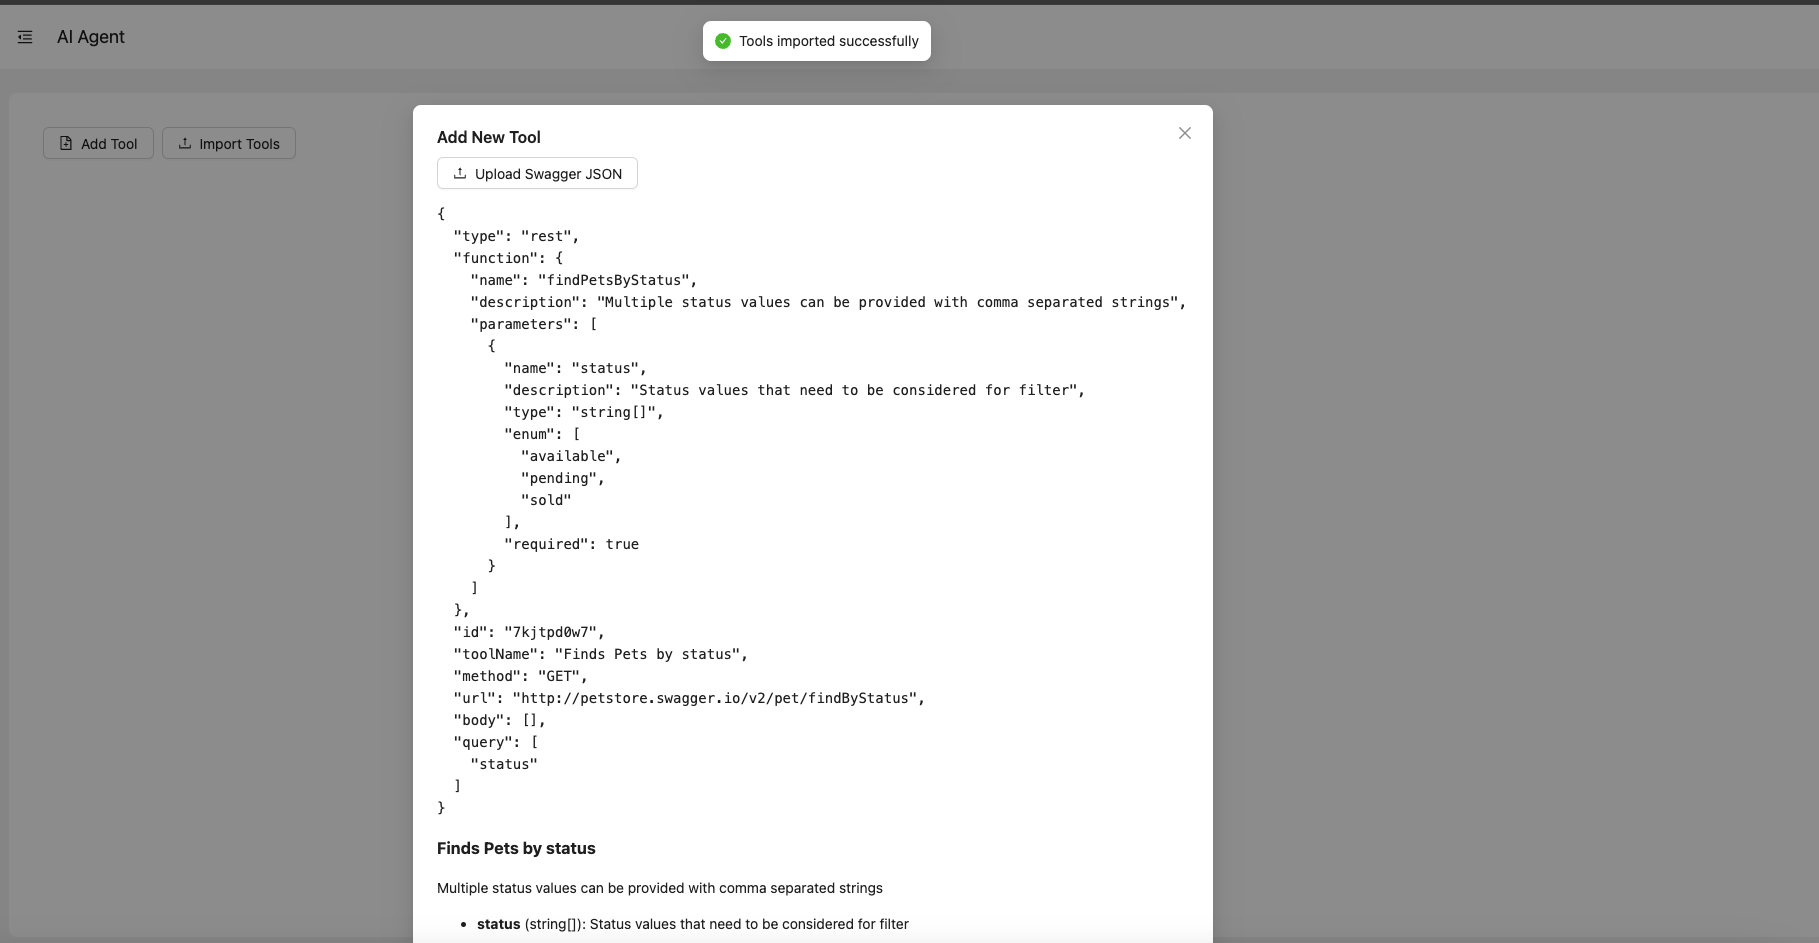 AI Agent
Tools imported successfully
Add Tool
Import Tools
Add New Tool
Upload Swagger JSON
{
  "type": "rest",
  "function": {
    "name": "findPetsByStatus",
    "description": "Multiple status values can be provided with comma separated strings",
    "parameters": [
      {
        "name": "status",
        "description": "Status values that need to be considered for filter",
        "type": "string[]",
        "enum": [
          "available",
          "pending",
          "sold"
        ],
        "required": true
      }
    ]
  },
  "id": "7kjtpd0w7",
  "toolName": "Finds Pets by status",
  "method": "GET",
  "url": "http://petstore.swagger.io/v2/pet/findByStatus",
  "body": [],
  "query": [
    "status"
  ]
}
Finds Pets by status
Multiple status values can be provided with comma separated strings
• status (string[]): Status values that need to be considered for filter